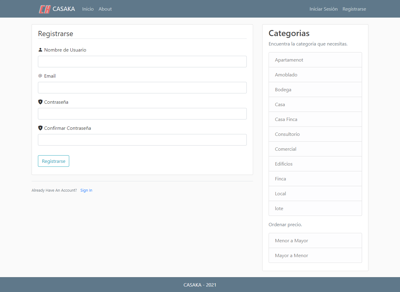 CASAKA Inicio About
Iniciar Sesión Registrarse
Registrarse
Nombre de Usuario
Email
Contraseña
Confirmar Contraseña
Registrarse
Already Have An Account? Sign In
Categorias
Encuentra la categoria que necesitas.
Apartamenot
Amoblado
Bodega
Casa
Casa Finca
Consultorio
Comercial
Edificios
Finca
Local
lote
Ordenar precio.
Menor a Mayor
Mayor a Menor
CASAKA - 2021